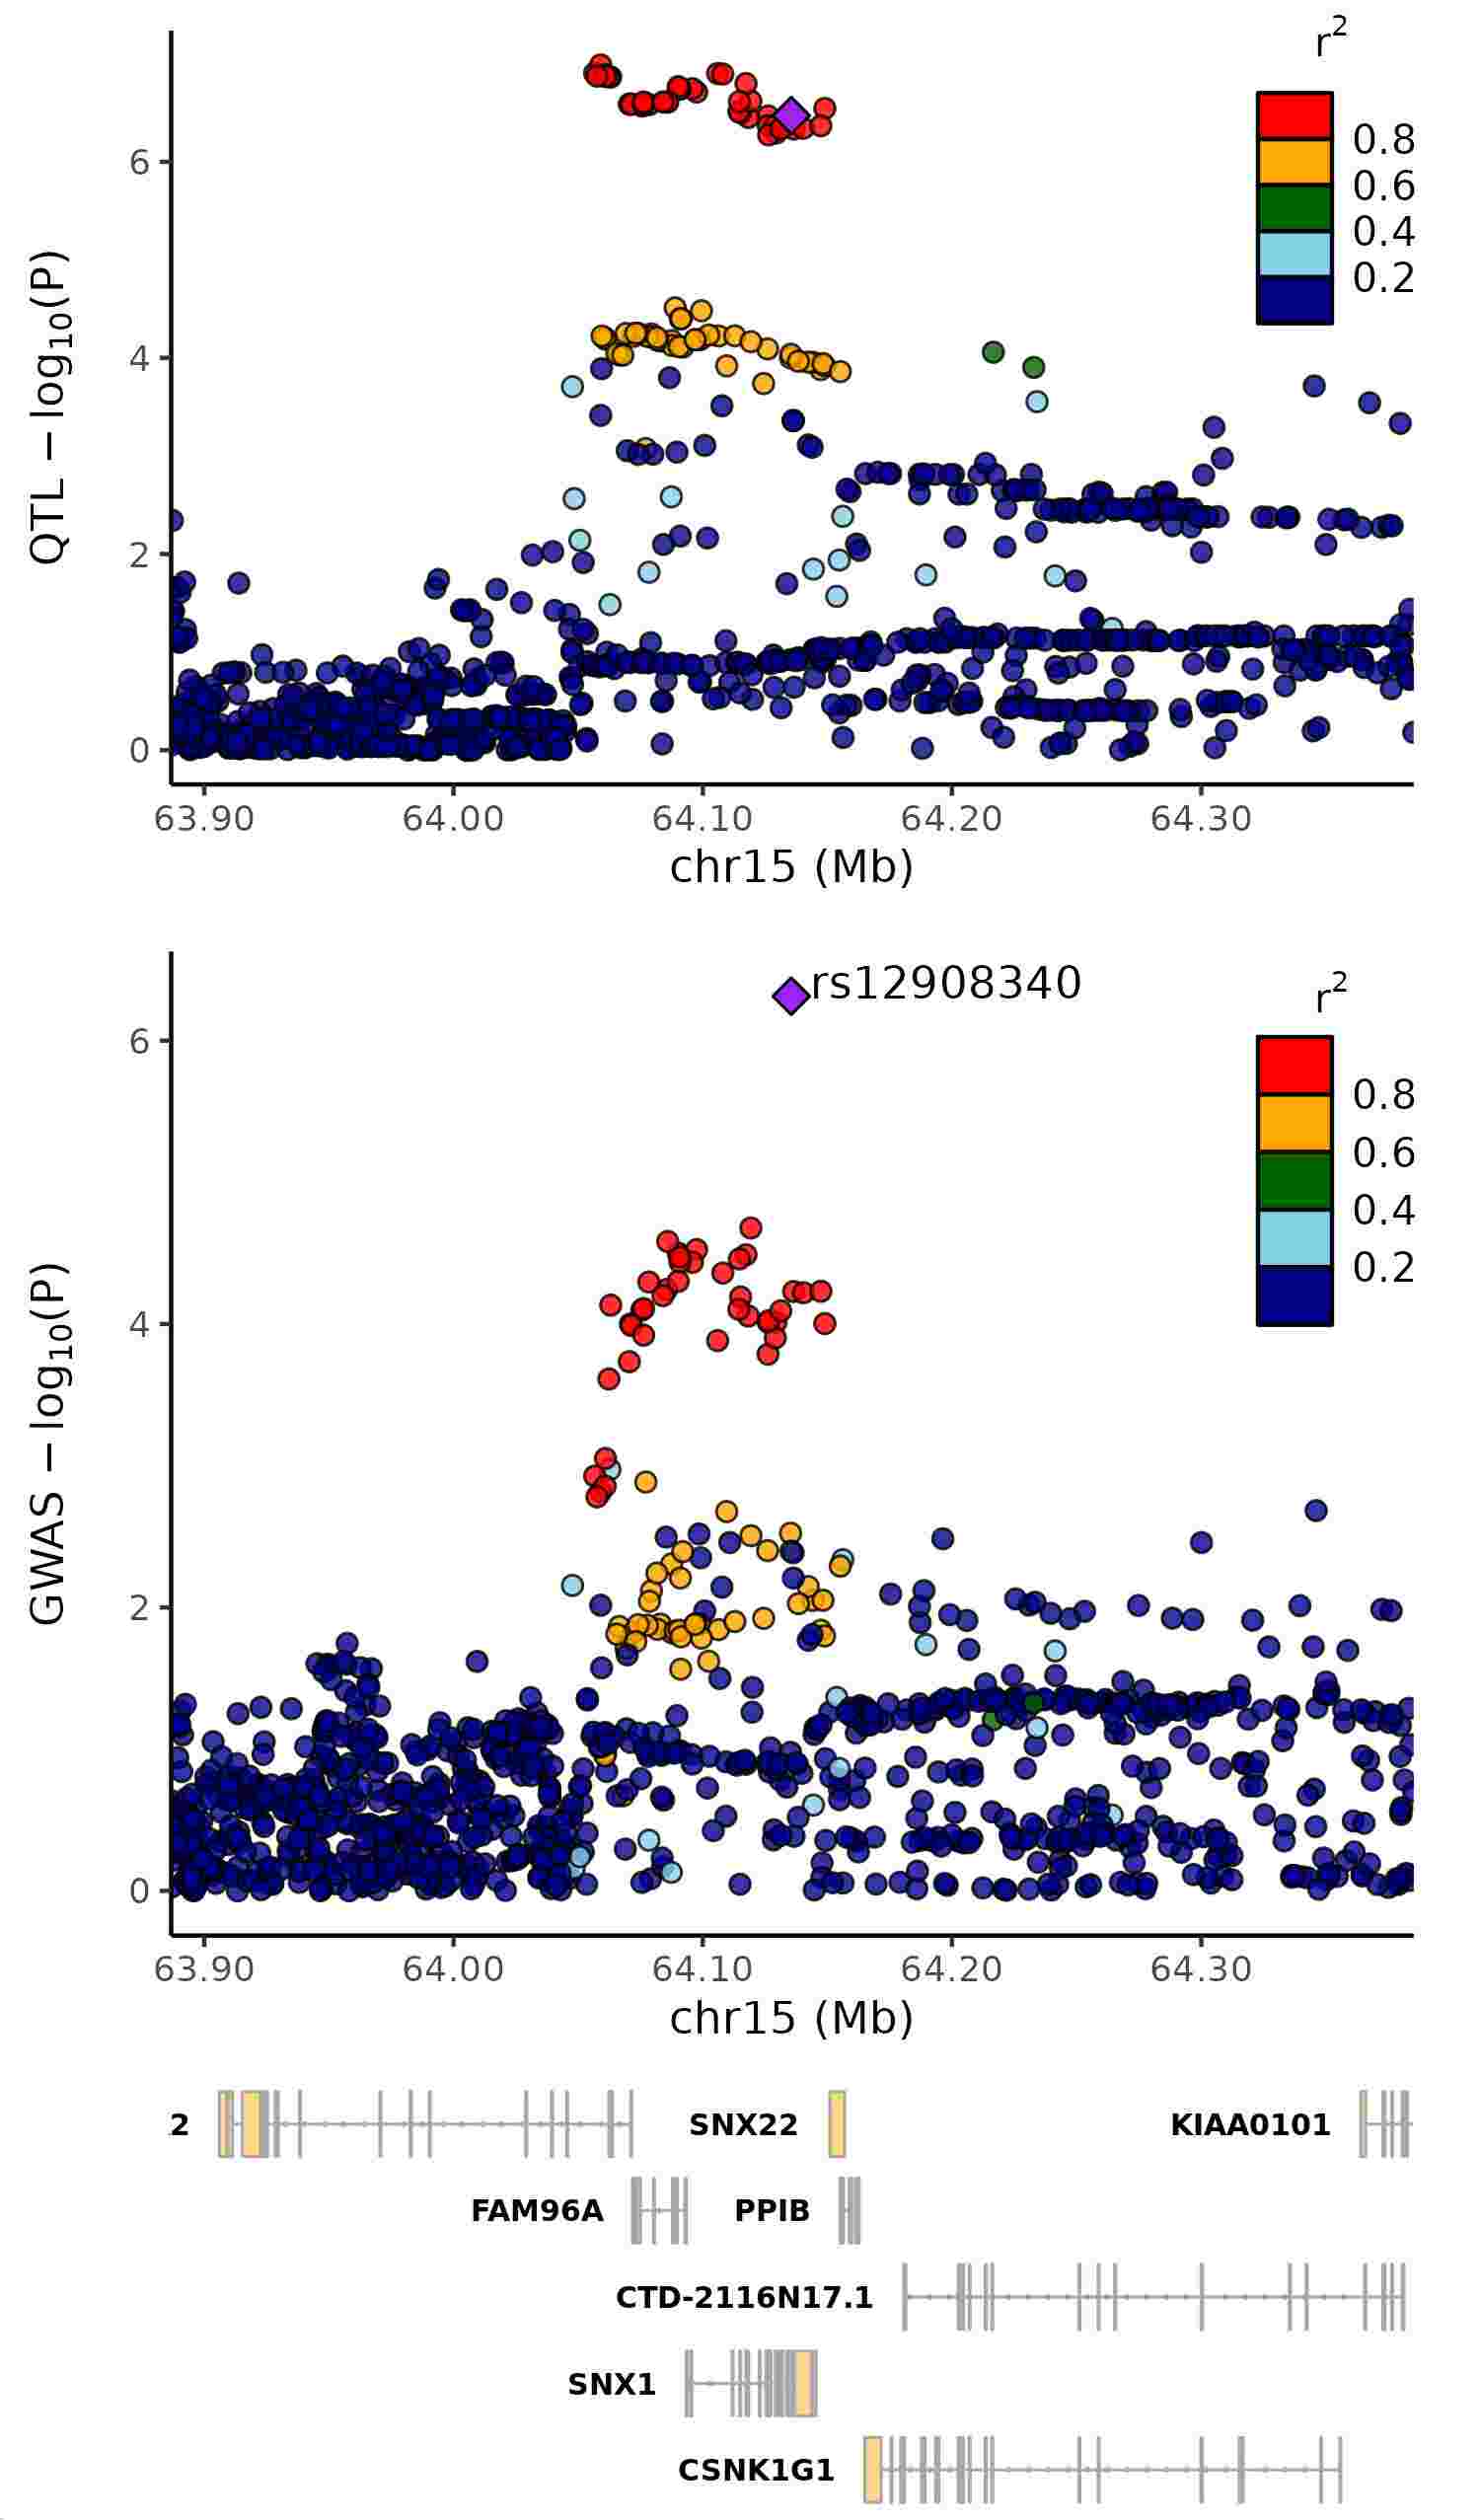 r2
0.8
0.6
0.4
0.2
QTL − log10(P)
6
4
2
0
63.90 64.00 64.10 64.20 64.30
chr15 (Mb)
rs12908340
r2
0.8
0.6
0.4
0.2
GWAS − log10(P)
6
4
2
0
63.90 64.00 64.10 64.20 64.30
chr15 (Mb)
2 SNX22 KIAA0101
FAM96A PPIB
CTD-2116N17.1
SNX1
CSNK1G1